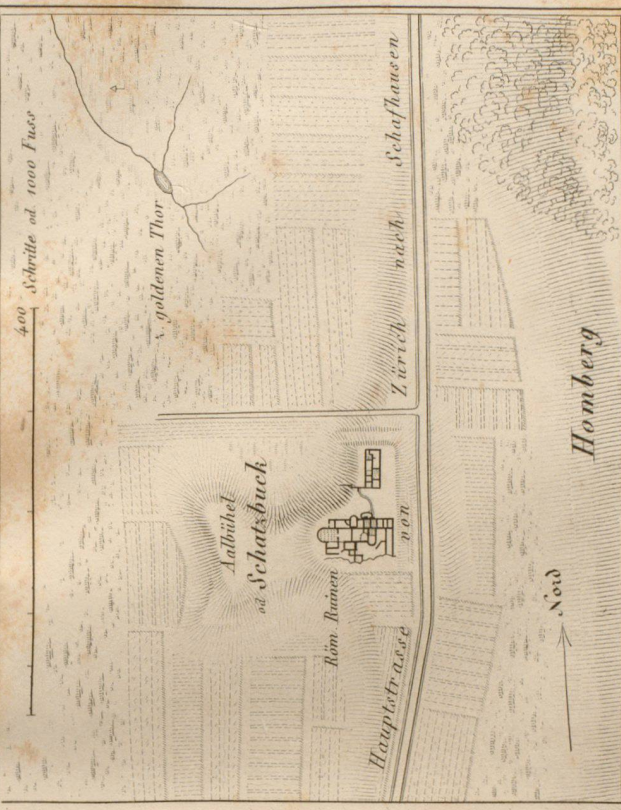 400 Schritte od. 1000 Fuss
z. goldenen Thor
Aalbühel
od Schatzbuck
Röm. Ruinen
Hauptstrasse von Zürich nach Schafhausen
Homberg
Nord